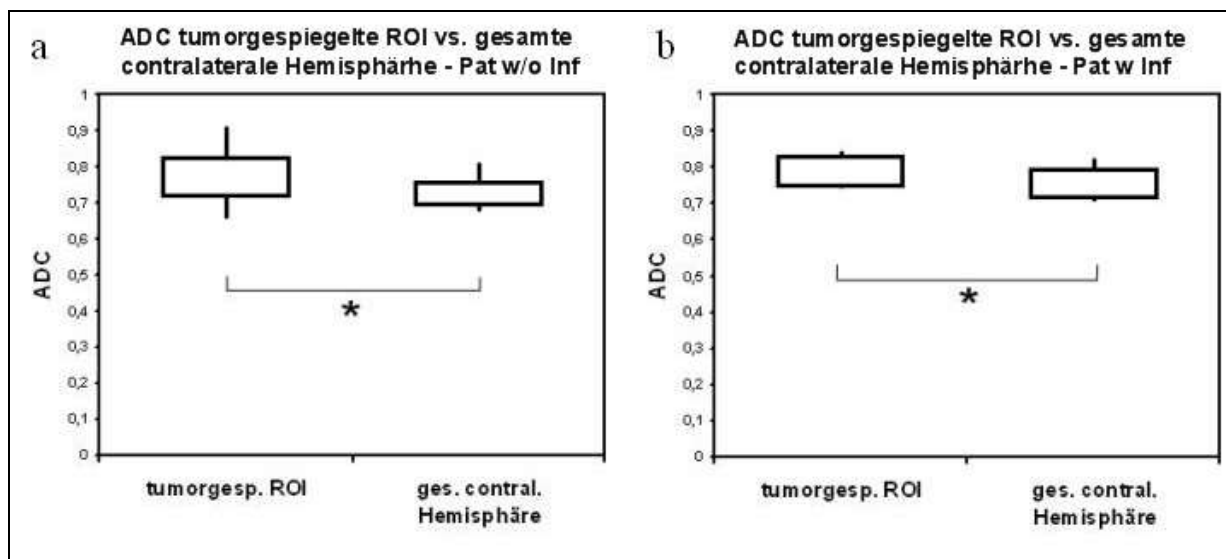 a
ADC tumorgespiegelte ROI vs. gesamte
contralaterale Hemisphärhe - Pat w/o Inf
1
0,9
0,8
0,7
0,6
0,5
0,4
0,3
0,2
0,1
0
ADC
*
tumorgesp. ROI
ges. contral.
Hemisphäre
b
ADC tumorgespiegelte ROI vs. gesamte
contralaterale Hemisphärhe - Pat w Inf
1
0,9
0,8
0,7
0,6
0,5
0,4
0,3
0,2
0,1
0
ADC
*
tumorgesp. ROI
ges. contral.
Hemisphäre